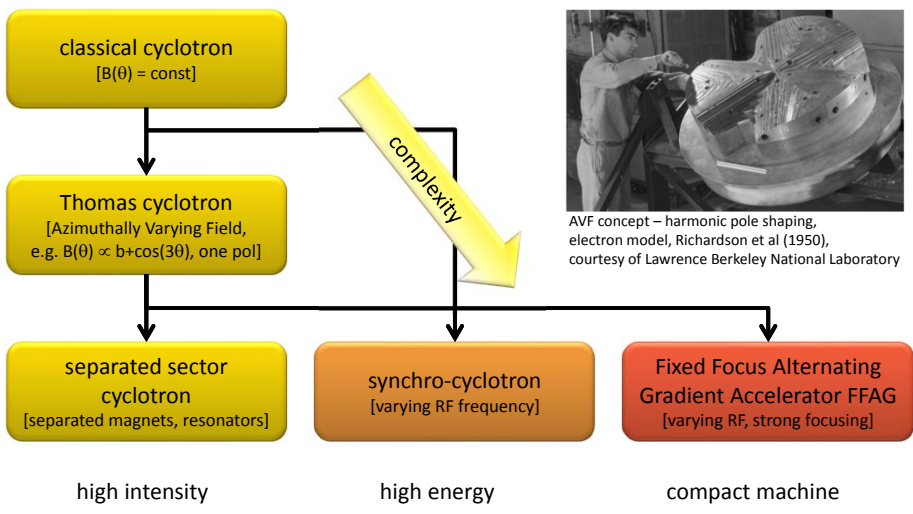 classical cyclotron
[B(θ) = const]
complexity
Thomas cyclotron
[Azimuthally Varying Field,
e.g. B(θ) ∝ b+cos(3θ), one pol]
AVF concept – harmonic pole shaping,
electron model, Richardson et al (1950),
courtesy of Lawrence Berkeley National Laboratory
separated sector
cyclotron
[separated magnets, resonators]
synchro-cyclotron
[varying RF frequency]
Fixed Focus Alternating
Gradient Accelerator FFAG
[varying RF, strong focusing]
high intensity
high energy
compact machine